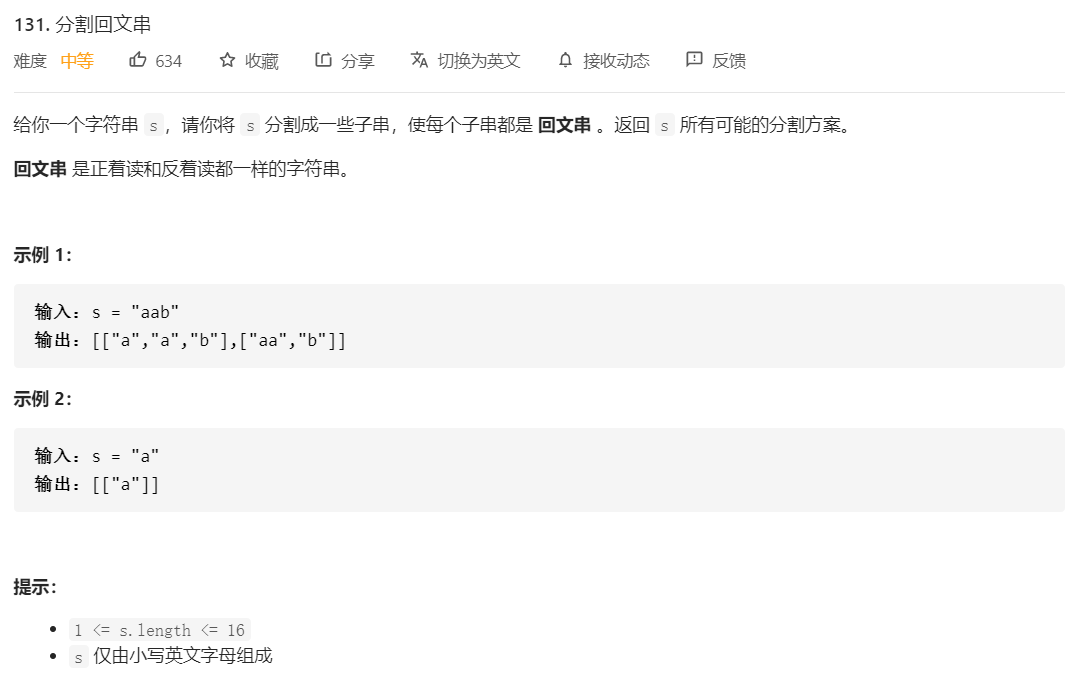 131. 分割回文串
难度 中等 634 收藏 分享 切换为英文 接收动态 反馈
给你一个字符串 s，请你将 s 分割成一些子串，使每个子串都是 回文串 。返回 s 所有可能的分割方案。
回文串 是正着读和反着读都一样的字符串。
示例 1：
输入：s = "aab"
输出：[["a","a","b"],["aa","b"]]
示例 2：
输入：s = "a"
输出：[["a"]]
提示：
1 <= s.length <= 16
s 仅由小写英文字母组成